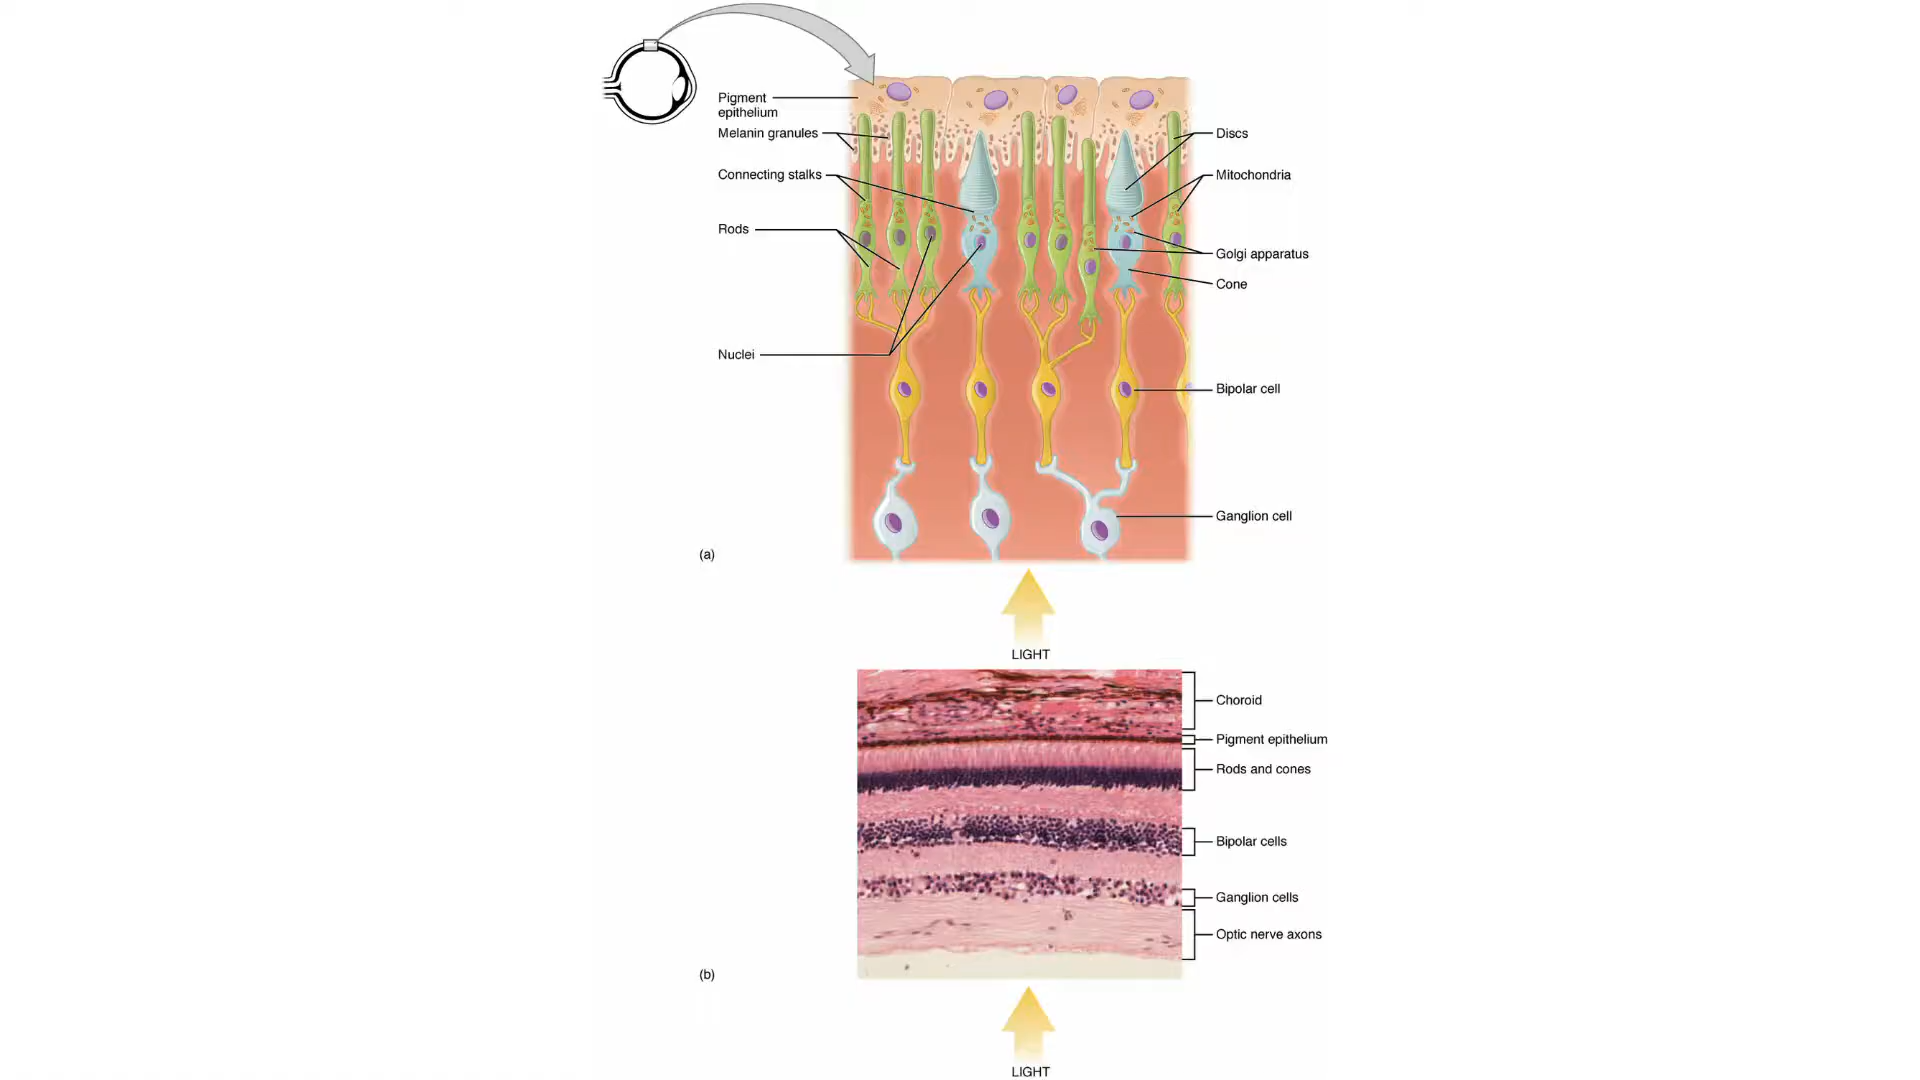 Pigment
epithelium
Melanin granules
Connecting stalks
Rods
Nuclei
Discs
Mitochondria
Golgi apparatus
Cone
Bipolar cell
Ganglion cell
(a)
LIGHT
Choroid
Pigment epithelium
Rods and cones
Bipolar cells
Ganglion cells
Optic nerve axons
(b)
LIGHT